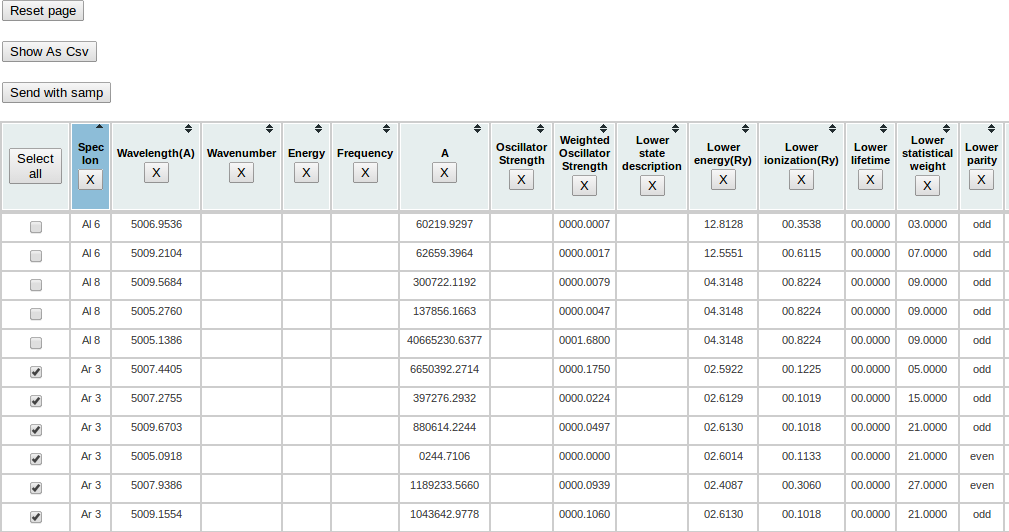 Reset page
Show As Csv
Send with samp
Select all Spec Ion X Wavelength(A) X Wavenumber X Energy X Frequency X A X Oscillator Strength X Weighted Oscillator Strength X Lower state description X Lower energy(Ry) X Lower ionization(Ry) X Lower lifetime X Lower statistical weight X Lower parity X
Al 6 5006.9536 60219.9297 0000.0007 12.8128 00.3538 00.0000 03.0000 odd
Al 6 5009.2104 62659.3964 0000.0017 12.5551 00.6115 00.0000 07.0000 odd
Al 8 5009.5684 300722.1192 0000.0079 04.3148 00.8224 00.0000 09.0000 odd
Al 8 5005.2760 137856.1663 0000.0047 04.3148 00.8224 00.0000 09.0000 odd
Al 8 5005.1386 40665230.6377 0001.6800 04.3148 00.8224 00.0000 09.0000 odd
Ar 3 5007.4405 6650392.2714 0000.1750 02.5922 00.1225 00.0000 05.0000 odd
Ar 3 5007.2755 397276.2932 0000.0224 02.6129 00.1019 00.0000 15.0000 odd
Ar 3 5009.6703 880614.2244 0000.0497 02.6130 00.1018 00.0000 21.0000 odd
Ar 3 5005.0918 0244.7106 0000.0000 02.6014 00.1133 00.0000 21.0000 even
Ar 3 5007.9386 1189233.5660 0000.0939 02.4087 00.3060 00.0000 27.0000 even
Ar 3 5009.1554 1043642.9778 0000.1060 02.6130 00.1018 00.0000 21.0000 odd